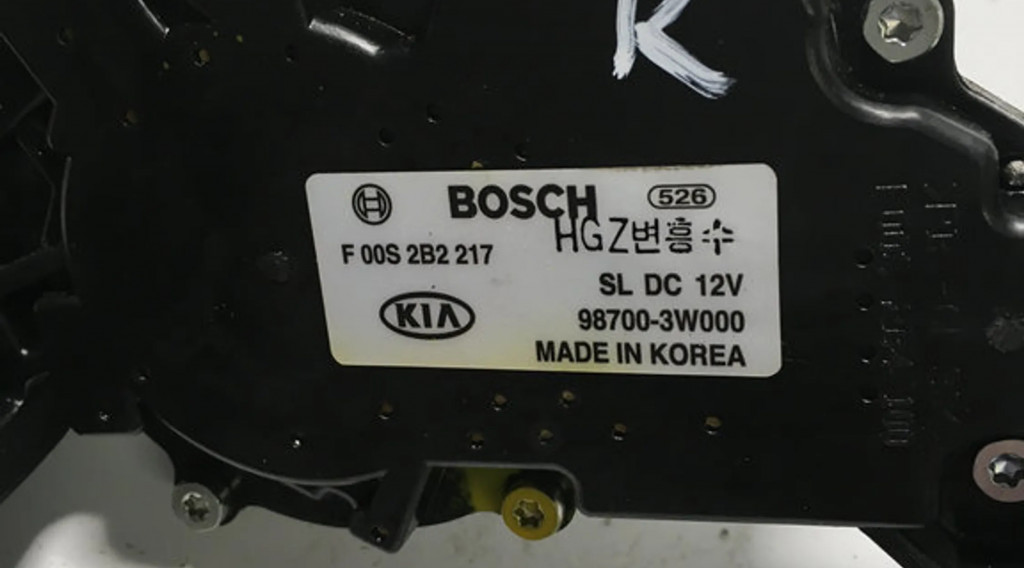 K
BOSCH 526
HGZ변흥수
F 00S 2B2 217
SL DC 12V
KIA
98700-3W000
MADE IN KOREA